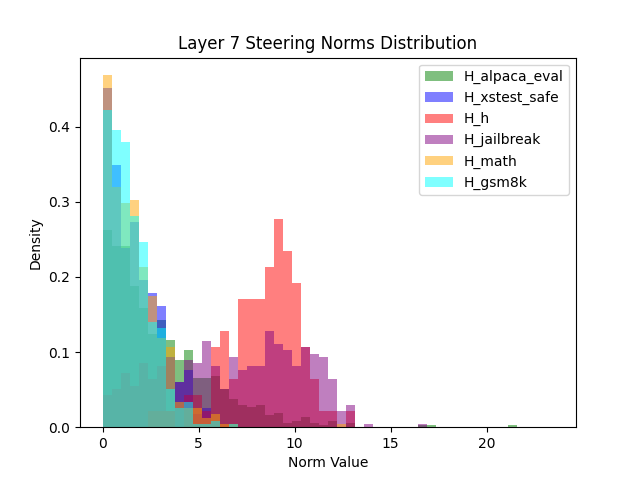 Layer 7 Steering Norms Distribution
H_alpaca_eval
H_xstest_safe
H_h
H_jailbreak
H_math
H_gsm8k
Density
0.4
0.3
0.2
0.1
0.0
0
5
10
15
20
Norm Value